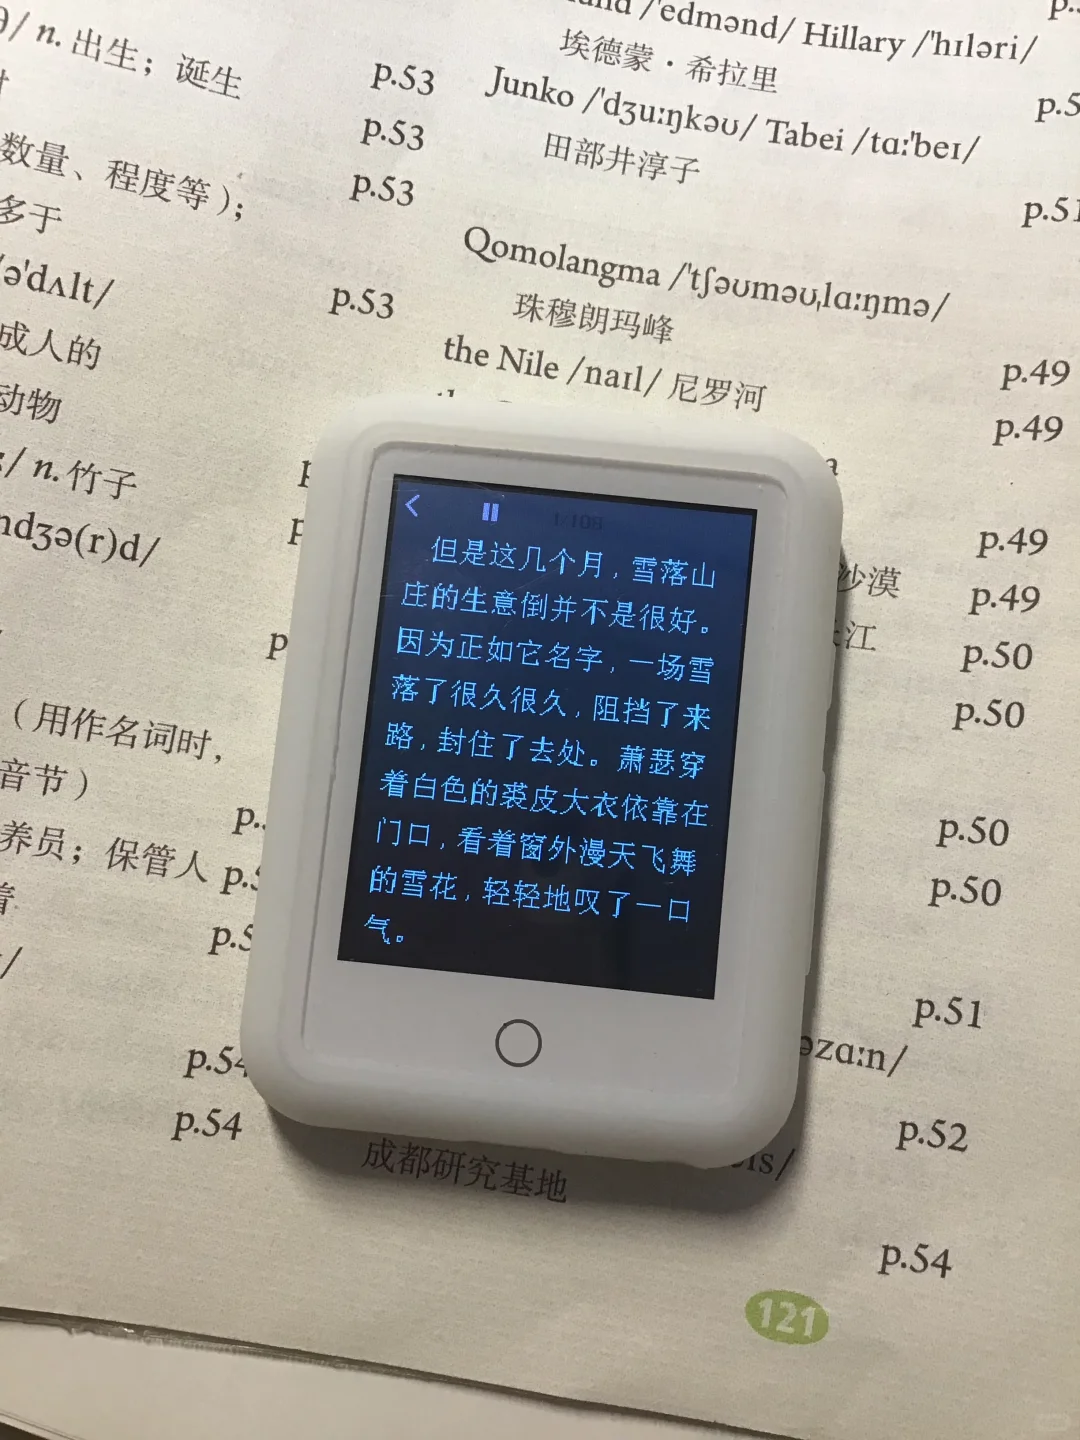 / n. 出生；诞生
p.53
p.53
数量、程度等）；
p.53
多于
/ə'dʌlt/
p.53
成人的
动物
/ n. 竹子
ndʒə(r)d/
（用作名词时，
音节）
养员；保管人
p.54
p.54
/'edmənd/ Hillary /'hɪləri/
埃德蒙·希拉里
Junko /'dʒuːŋkəʊ/ Tabei /tɑː'beɪ/
田部井淳子
p.51
Qomolangma /'tʃəʊməʊˌlɑːŋmə/
珠穆朗玛峰
p.49
the Nile /naɪl/ 尼罗河
p.49
p.49
沙漠
p.49
江
p.50
p.50
p.50
p.50
p.51
əzɑːn/
p.52
成都研究基地
p.54
121
但是这几个月，雪落山
庄的生意倒并不是很好。
因为正如它名字，一场雪
落了很久很久，阻挡了来
路，封住了去处。萧瑟穿
着白色的裘皮大衣依靠在
门口，看着窗外漫天飞舞
的雪花，轻轻地叹了一口
气。